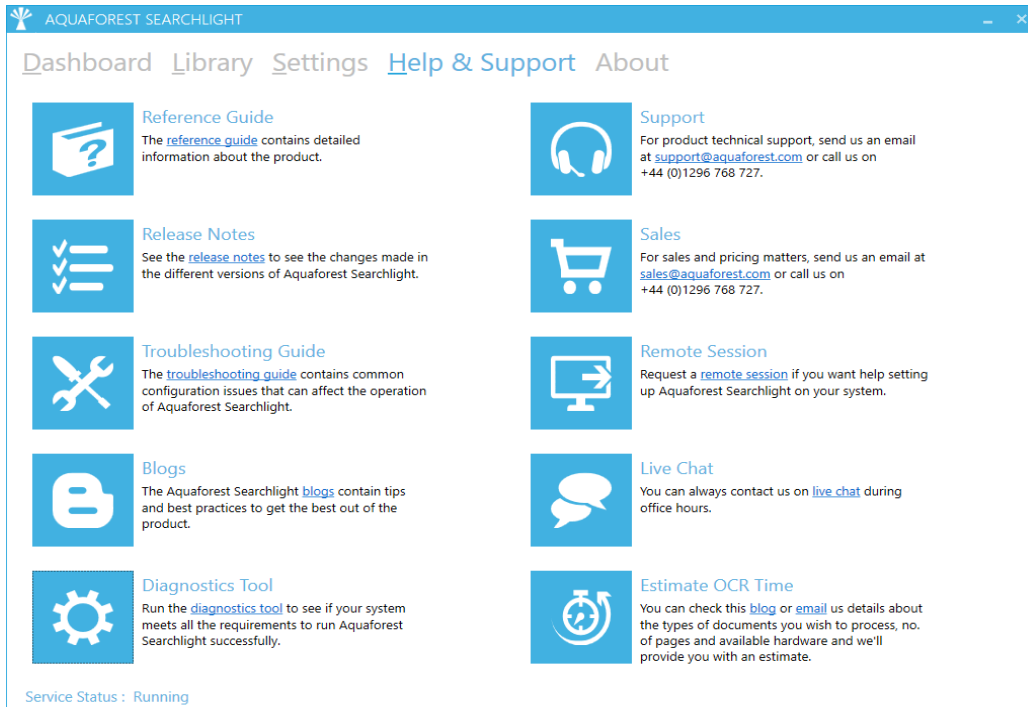 AQUAFOREST SEARCHLIGHT
Dashboard Library Settings Help & Support About
Reference Guide
The reference guide contains detailed
information about the product.
Release Notes
See the release notes to see the changes made in
the different versions of Aquaforest Searchlight.
Troubleshooting Guide
The troubleshooting guide contains common
configuration issues that can affect the operation
of Aquaforest Searchlight.
Blogs
The Aquaforest Searchlight blogs contain tips
and best practices to get the best out of the
product.
Diagnostics Tool
Run the diagnostics tool to see if your system
meets all the requirements to run Aquaforest
Searchlight successfully.
Support
For product technical support, send us an email
at support@aquaforest.com or call us on
+44 (0)1296 768 727.
Sales
For sales and pricing matters, send us an email at
sales@aquaforest.com or call us on
+44 (0)1296 768 727.
Remote Session
Request a remote session if you want help setting
up Aquaforest Searchlight on your system.
Live Chat
You can always contact us on live chat during
office hours.
Estimate OCR Time
You can check this blog or email us details about
the types of documents you wish to process, no.
of pages and available hardware and we'll
provide you with an estimate.
Service Status : Running